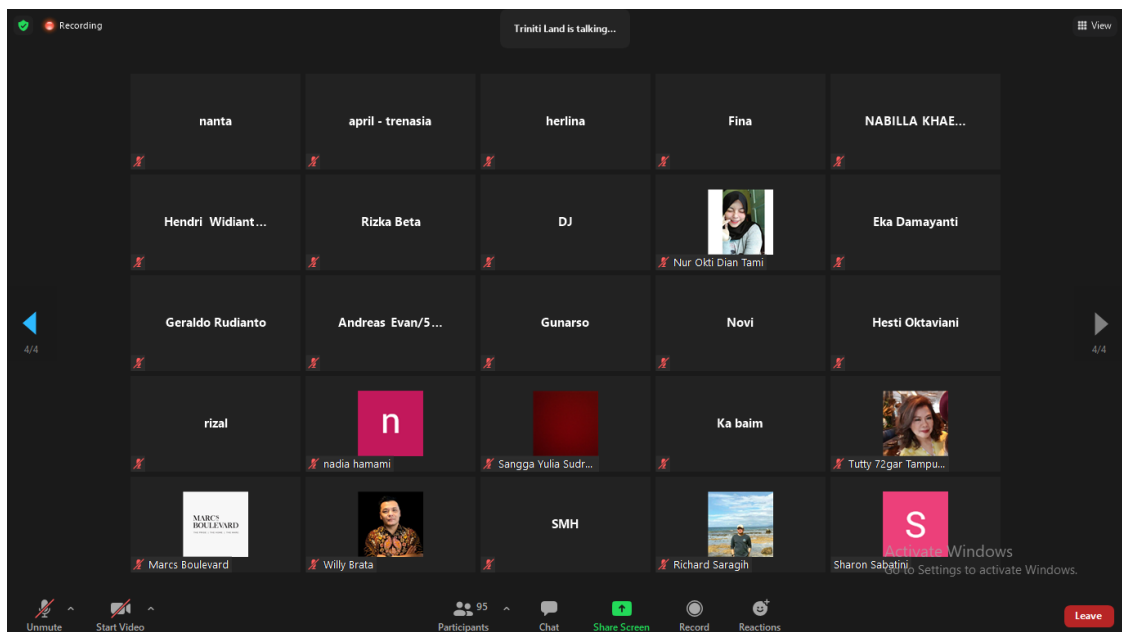 Recording
Triniti Land is talking...
View
nanta
april - trenasia
herlina
Fina
NABILLA KHAE...
Hendri Widiant...
Rizka Beta
DJ
Nur Okti Dian Tami
Eka Damayanti
Geraldo Rudianto
Andreas Evan/5...
Gunarso
Novi
Hesti Oktaviani
4/4
4/4
rizal
n
nadia hamami
Sangga Yulia Sudr...
Ka baim
Tutty 72gar Tampu...
MARC'S
BOULEVARD
Marcs Boulevard
Willy Brata
SMH
Richard Saragih
S
Sharon Sabatini
Activate Windows
Go to Settings to activate Windows.
Unmute
Start Video
95
Participants
Chat
Share Screen
Record
Reactions
Leave